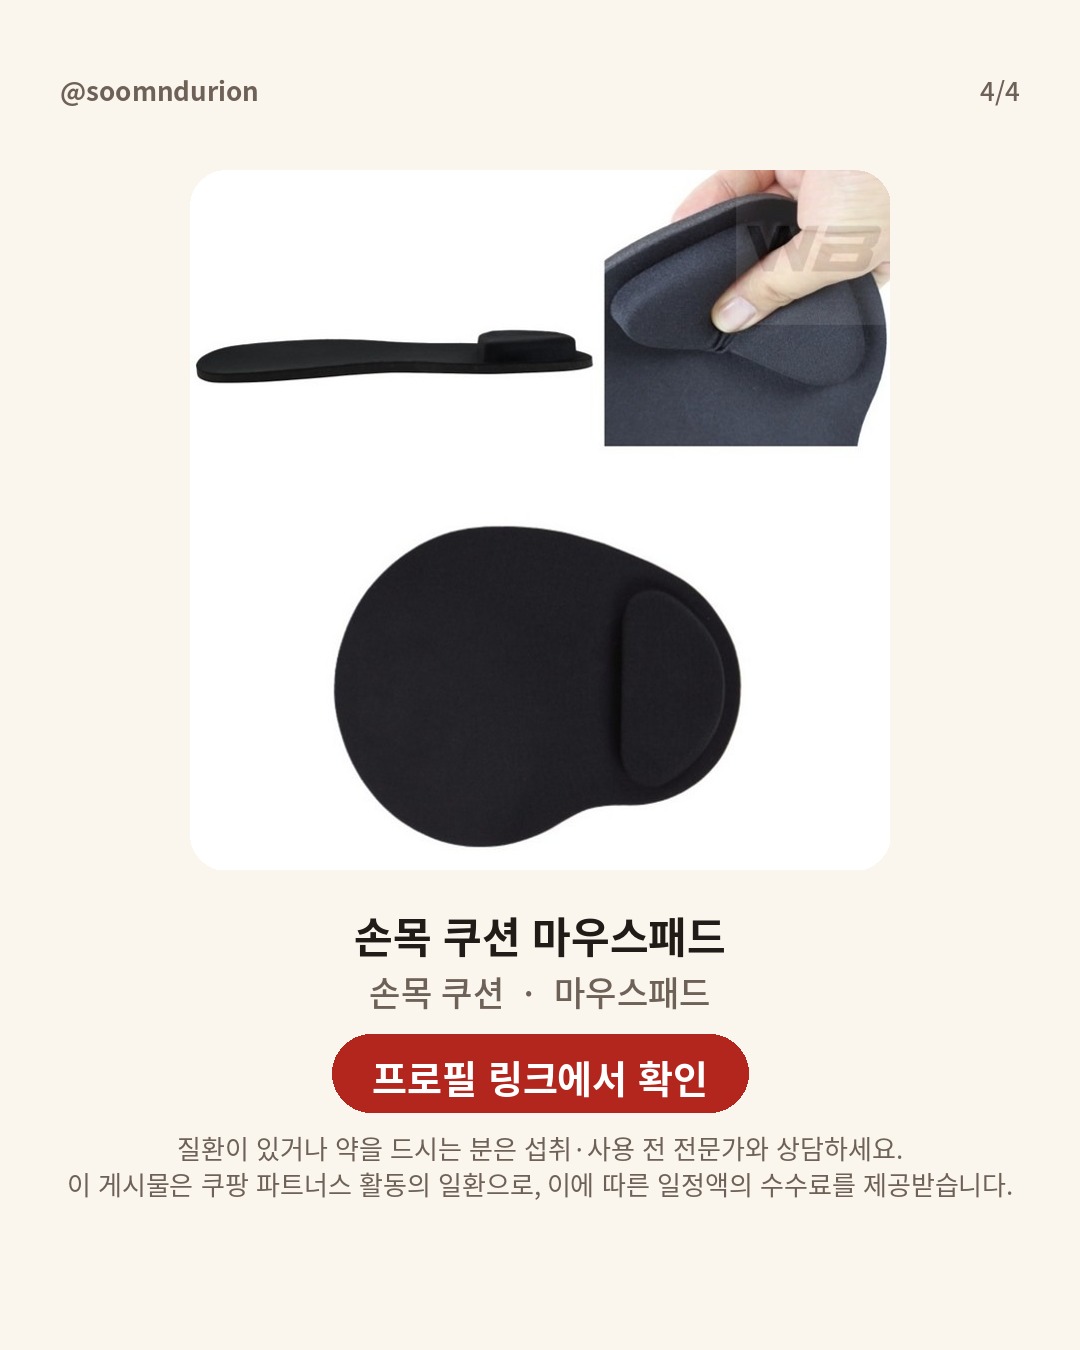 @soomndurion
4/4
WB
손목 쿠션 마우스패드
손목 쿠션 · 마우스패드
프로필 링크에서 확인
질환이 있거나 약을 드시는 분은 섭취·사용 전 전문가와 상담하세요.
이 게시물은 쿠팡 파트너스 활동의 일환으로, 이에 따른 일정액의 수수료를 제공받습니다.